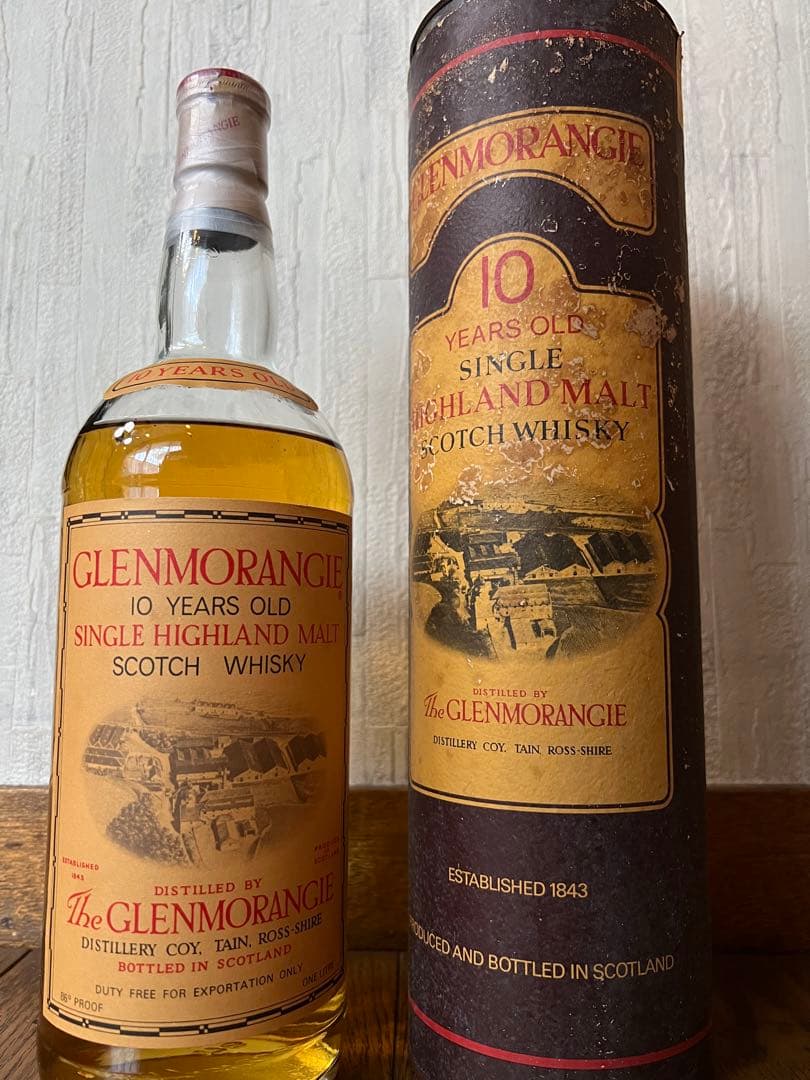 10 YEARS OLD
GLENMORANGIE
10 YEARS OLD
SINGLE HIGHLAND MALT
SCOTCH WHISKY
ESTABLISHED
1843
DISTILLED BY
The GLENMORANGIE
DISTILLERY COY, TAIN, ROSS-SHIRE
BOTTLED IN SCOTLAND
DUTY FREE FOR EXPORTATION ONLY
86° PROOF
ONE LITRE
GLENMORANGIE
10
YEARS OLD
SINGLE
HIGHLAND MALT
SCOTCH WHISKY
DISTILLED BY
The GLENMORANGIE
DISTILLERY COY, TAIN, ROSS-SHIRE
ESTABLISHED 1843
PRODUCED AND BOTTLED IN SCOTLAND